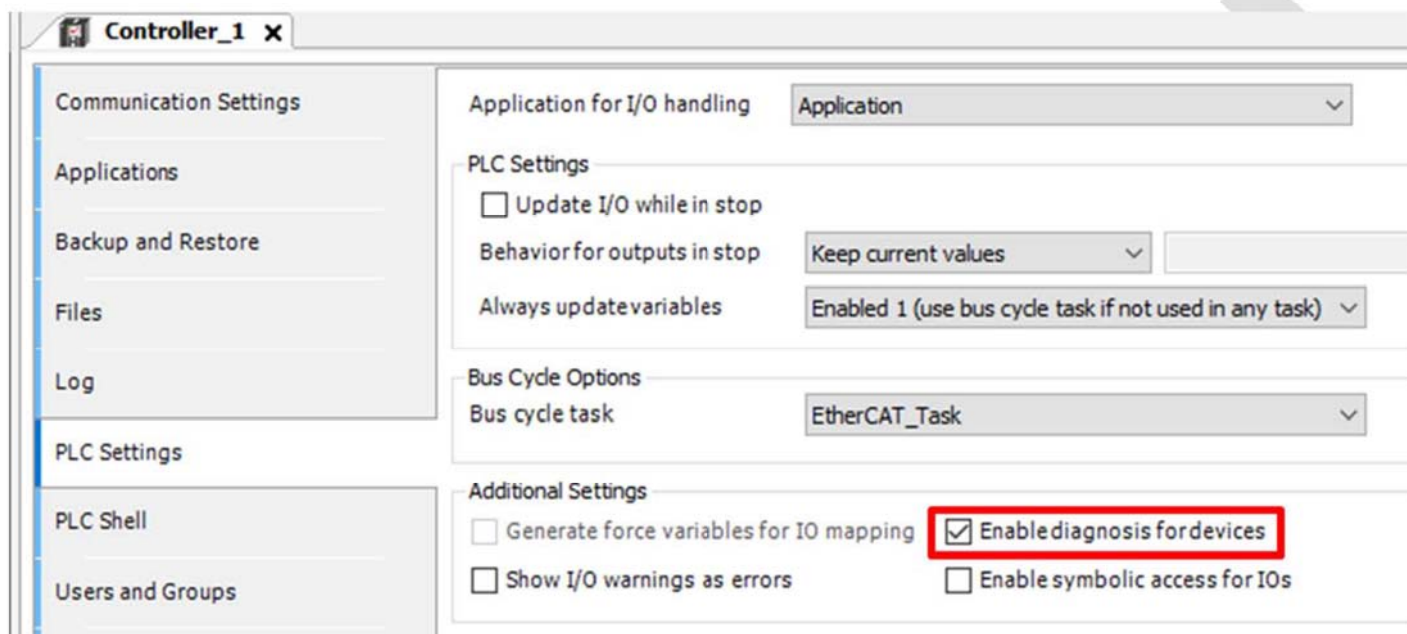 Controller_1
Communication Settings
Applications
Backup and Restore
Files
Log
PLC Settings
PLC Shell
Users and Groups
Application for I/O handling Application
PLC Settings
Update I/O while in stop
Behavior for outputs in stop Keep current values
Always update variables Enabled 1 (use bus cycle task if not used in any task)
Bus Cycle Options
Bus cycle task EtherCAT_Task
Additional Settings
Generate force variables for IO mapping Enable diagnosis for devices
Show I/O warnings as errors Enable symbolic access for IOs